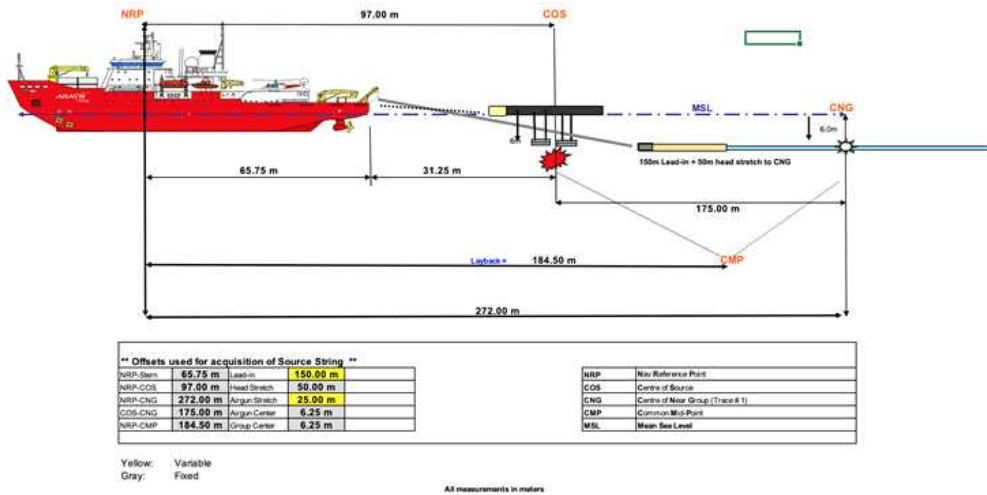 NRP 97.00 m COS
ARAON
MSL CNG
6m 6.0m
150m Lead-in + 50m head stretch to CNG
65.75 m 31.25 m
175.00 m
Layback = 184.50 m CMP
272.00 m
** Offsets used for acquisition of Source String **
NRP-Stern 65.75 m Lead-in 150.00 m
NRP-COS 97.00 m Head Stretch 50.00 m
NRP-CNG 272.00 m Airgun Stretch 25.00 m
COS-CNG 175.00 m Airgun Center 6.25 m
NRP-CMP 184.50 m Group Center 6.25 m
NRP Nav Reference Point
COS Centre of Source
CNG Centre of Near Group (Trace # 1)
CMP Common Mid-Point
MSL Mean Sea Level
Yellow: Variable
Gray: Fixed
All measurements in meters